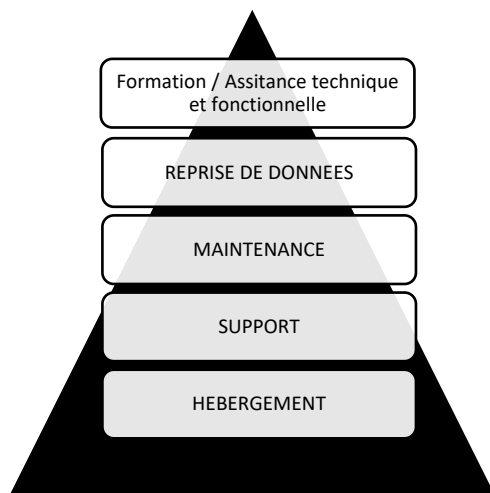 Formation / Assitance technique
et fonctionnelle
REPRISE DE DONNEES
MAINTENANCE
SUPPORT
HEBERGEMENT